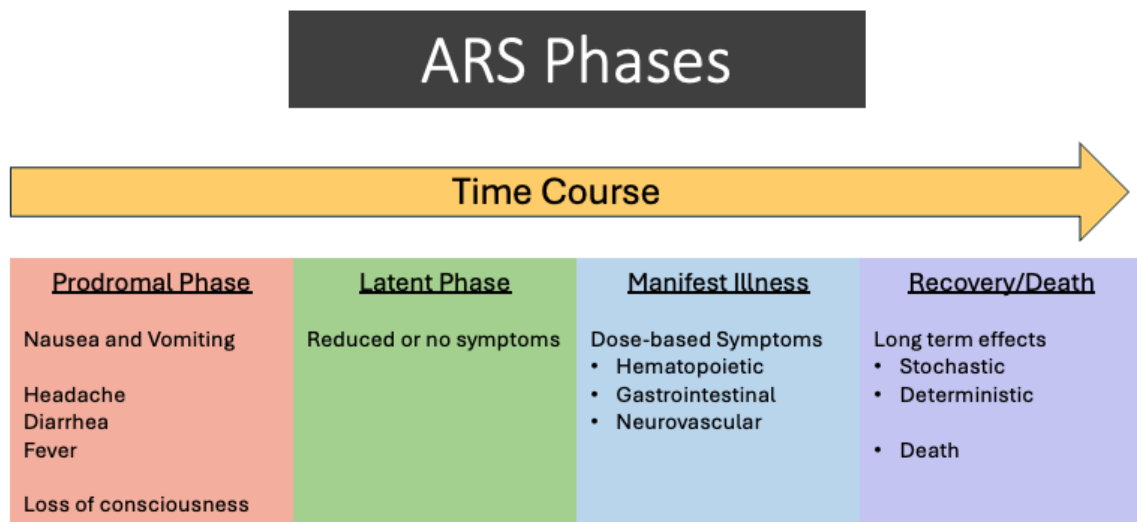 ARS Phases
Time Course
Prodromal Phase
Nausea and Vomiting
Headache
Diarrhea
Fever
Loss of consciousness
Latent Phase
Reduced or no symptoms
Manifest Illness
Dose-based Symptoms
• Hematopoietic
• Gastrointestinal
• Neurovascular
Recovery/Death
Long term effects
• Stochastic
• Deterministic
• Death